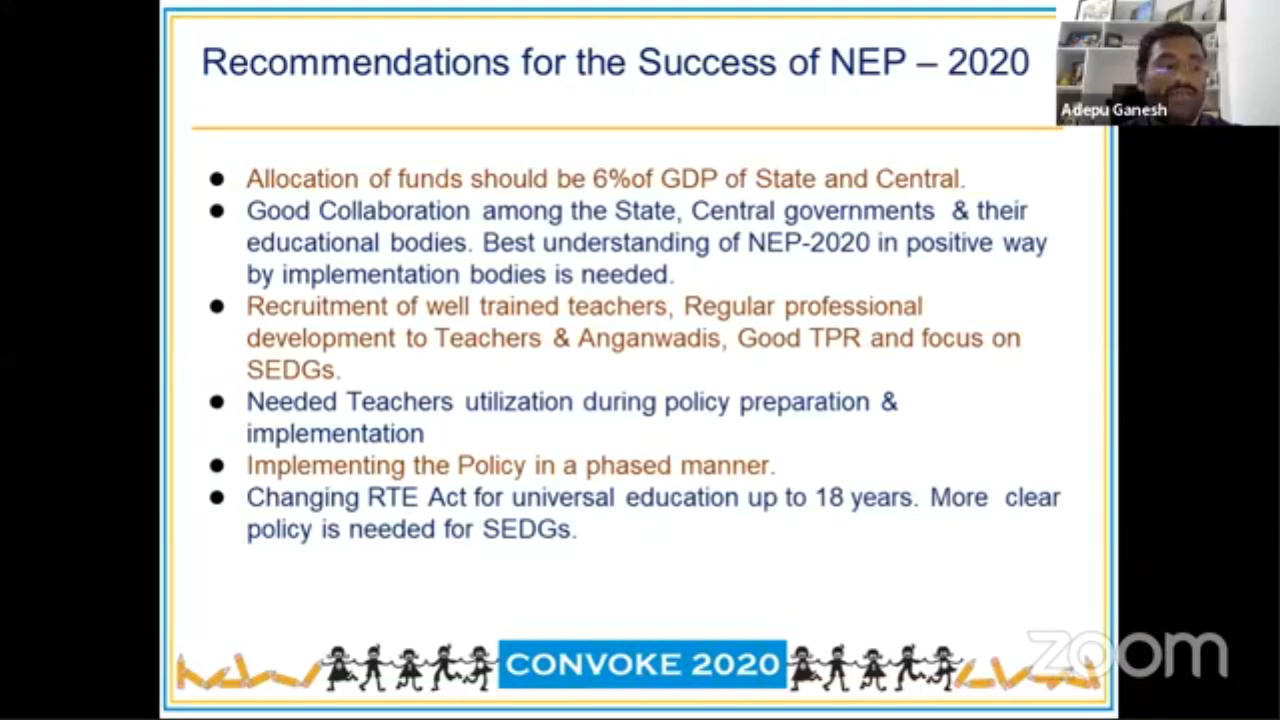 Recommendations for the Success of NEP – 2020
Adepu Ganesh
● Allocation of funds should be 6%of GDP of State and Central.
● Good Collaboration among the State, Central governments & their
educational bodies. Best understanding of NEP-2020 in positive way
by implementation bodies is needed.
● Recruitment of well trained teachers, Regular professional
development to Teachers & Anganwadis, Good TPR and focus on
SEDGs.
● Needed Teachers utilization during policy preparation &
implementation
● Implementing the Policy in a phased manner.
● Changing RTE Act for universal education up to 18 years. More clear
policy is needed for SEDGs.
CONVOKE 2020
zoom